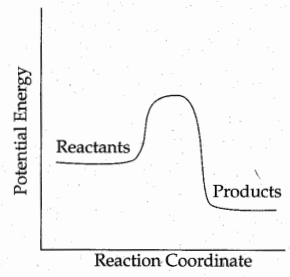 Potential Energy
Reactants
Products
Reaction Coordinate